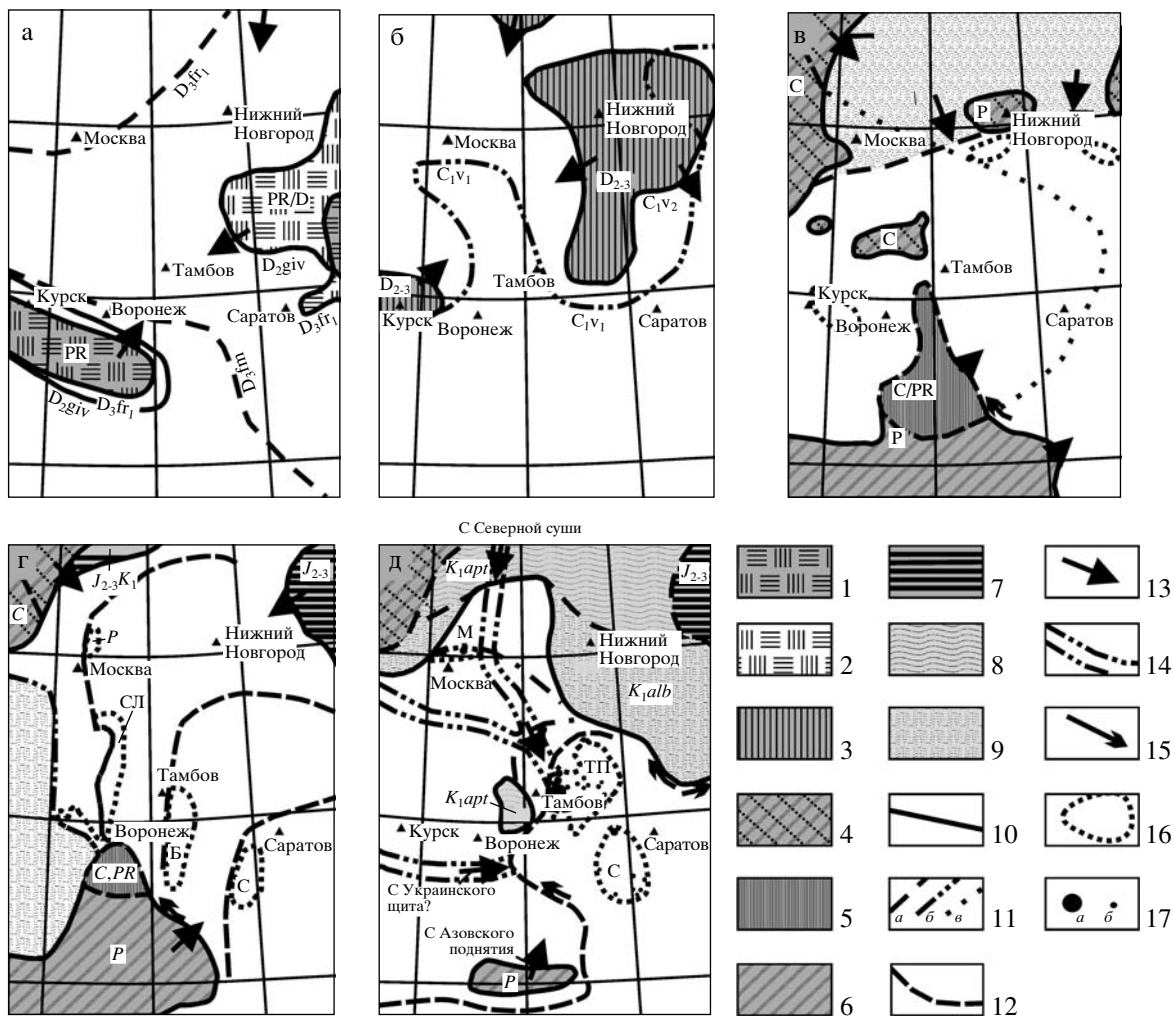 а
D₃fr₁
Нижний
Новгород
Москва
PR/D
Тамбов
D₂giv
Курск
Воронеж
Саратов
D₃fr₁
PR
D₃fm
D₂giv
D₃fr₁
б
Нижний
Новгород
Москва
C₁v₁
D₂₋₃
C₁v₂
Тамбов
D₂₋₃
Курск
Воронеж
C₁v₁
Саратов
в
С
Р
Нижний
Новгород
Москва
С
Тамбов
Курск
Воронеж
Саратов
C/PR
Р
г
J₂₋₃K₁
J₂₋₃
С
Р
Нижний
Новгород
Москва
СЛ
Тамбов
Воронеж
Б
Саратов
С
C,PR
Р
С Северной суши
д
K₁apt
J₂₋₃
М
Нижний
Новгород
Москва
K₁alb
ТП
K₁apt
Тамбов
Курск
Воронеж
Саратов
С
С Украинского
щита?
С Азовского
поднятия
Р
1
7
13
2
8
14
3
9
15
4
10
16
5
а б в
11
а б
17
6
12